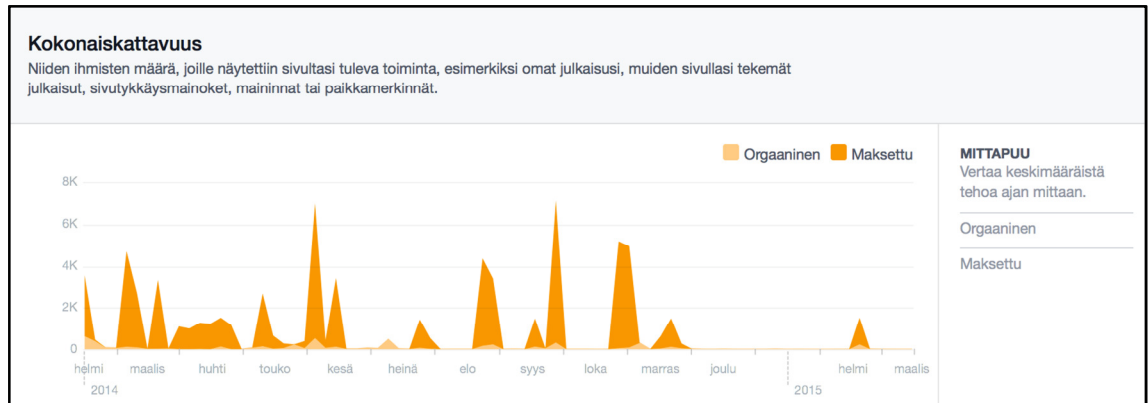 Kokonaiskattavuus
Niiden ihmisten määrä, joille näytettiin sivultasi tuleva toiminta, esimerkiksi omat julkaisusi, muiden sivullasi tekemät
julkaisut, sivutykkäysmainoket, maininnat tai paikkamerkinnät.
Orgaaninen Maksettu
8K
6K
4K
2K
0
helmi maalis huhti touko kesä heinä elo syys loka marras joulu helmi maalis
2014 2015
MITTAPUU
Vertaa keskimääräistä
tehoa ajan mittaan.
Orgaaninen
Maksettu